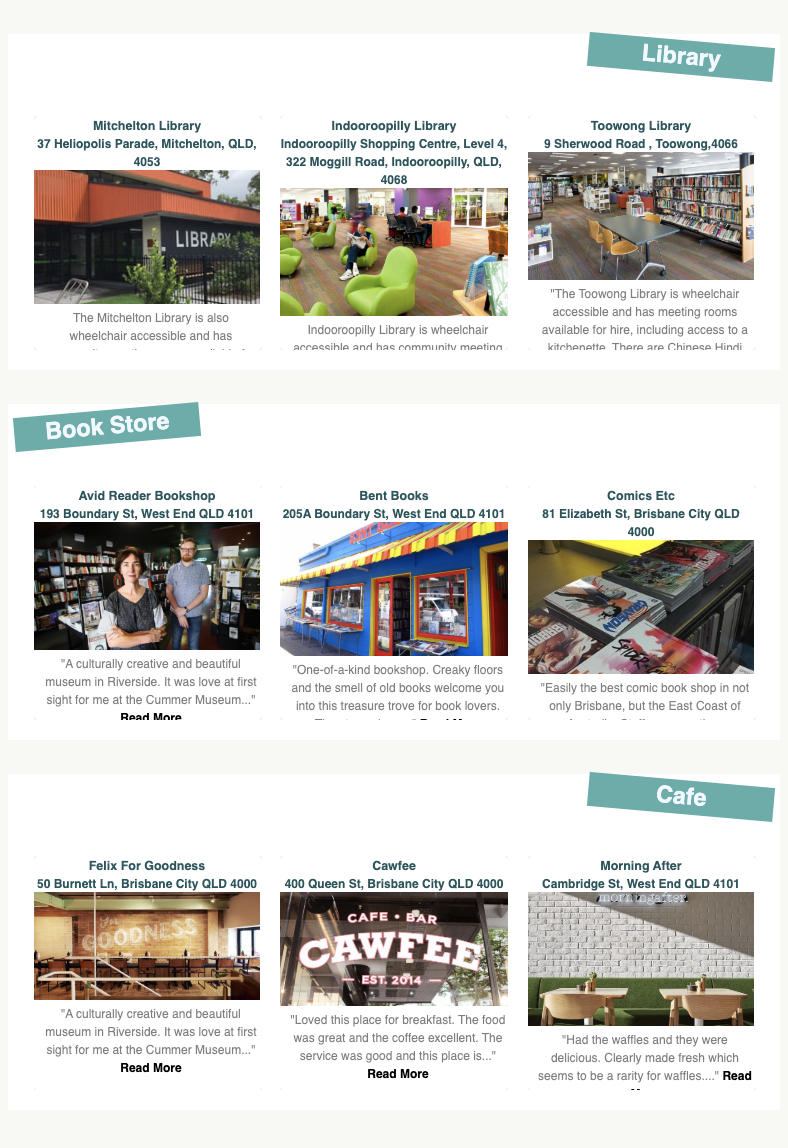 Library
Mitchelton Library
37 Heliopolis Parade, Mitchelton, QLD,
4053
LIBRARY
The Mitchelton Library is also
wheelchair accessible and has
Indooroopilly Library
Indooroopilly Shopping Centre, Level 4,
322 Moggill Road, Indooroopilly, QLD,
4068
Indooroopilly Library is wheelchair
accessible and has community meeting
Toowong Library
9 Sherwood Road , Toowong,4066
"The Toowong Library is wheelchair
accessible and has meeting rooms
available for hire, including access to a
kitchenette. There are Chinese Hindi
Book Store
Avid Reader Bookshop
193 Boundary St, West End QLD 4101
"A culturally creative and beautiful
museum in Riverside. It was love at first
sight for me at the Cummer Museum..."
Read More
Bent Books
205A Boundary St, West End QLD 4101
"One-of-a-kind bookshop. Creaky floors
and the smell of old books welcome you
into this treasure trove for book lovers.
Comics Etc
81 Elizabeth St, Brisbane City QLD
4000
"Easily the best comic book shop in not
only Brisbane, but the East Coast of
Cafe
Felix For Goodness
50 Burnett Ln, Brisbane City QLD 4000
GOODNESS
"A culturally creative and beautiful
museum in Riverside. It was love at first
sight for me at the Cummer Museum..."
Read More
Cawfee
400 Queen St, Brisbane City QLD 4000
CAFE • BAR
CAWFEE
EST. 2014
"Loved this place for breakfast. The food
was great and the coffee excellent. The
service was good and this place is..."
Read More
Morning After
Cambridge St, West End QLD 4101
morningafter
"Had the waffles and they were
delicious. Clearly made fresh which
seems to be a rarity for waffles...." Read